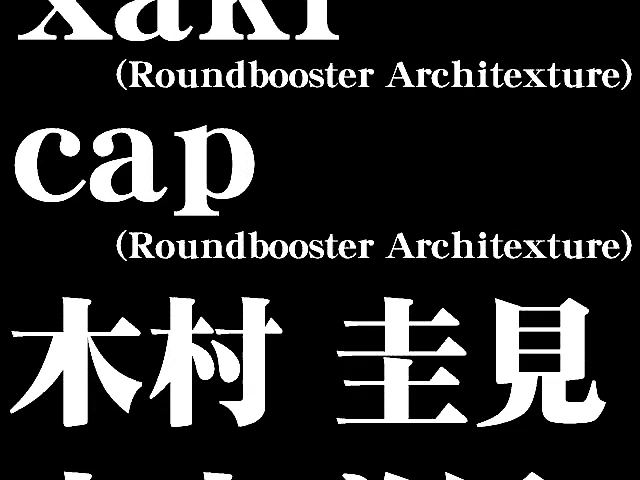 xaki
(Roundbooster Architexture)
cap
(Roundbooster Architexture)
木村 圭見